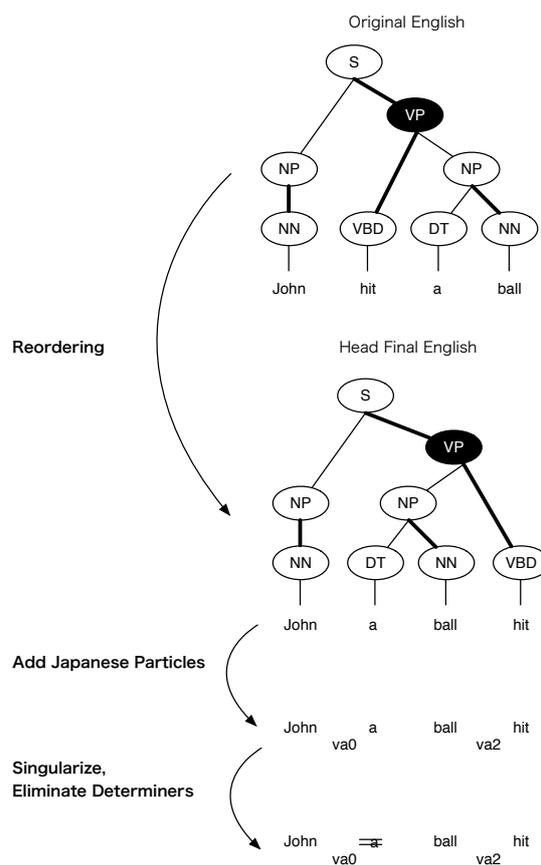 Original English
S
VP
NP NP
NN VBD DT NN
John hit a ball
Reordering
Head Final English
S
VP
NP NP
NN DT NN VBD
John a ball hit
Add Japanese Particles
John a ball hit
va0 va2
Singularize,
Eliminate Determiners
John a ball hit
va0 va2